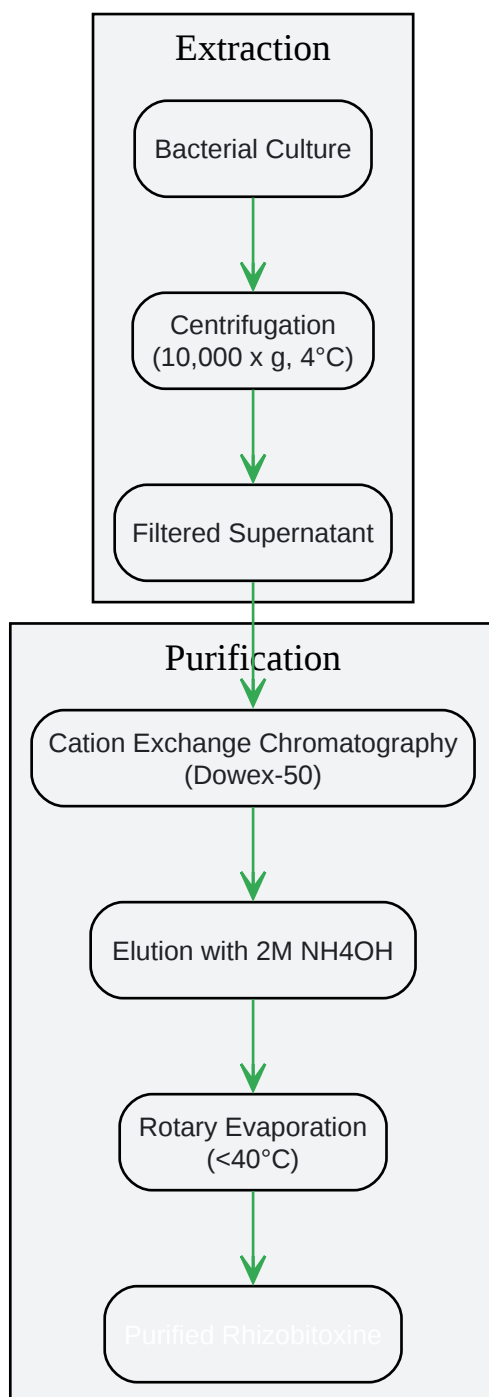 Extraction
Bacterial Culture
Centrifugation
(10,000 x g, 4°C)
Filtered Supernatant
Purification
Cation Exchange Chromatography
(Dowex-50)
Elution with 2M NH4OH
Rotary Evaporation
(<40°C)
Purified Rhizobitoxine